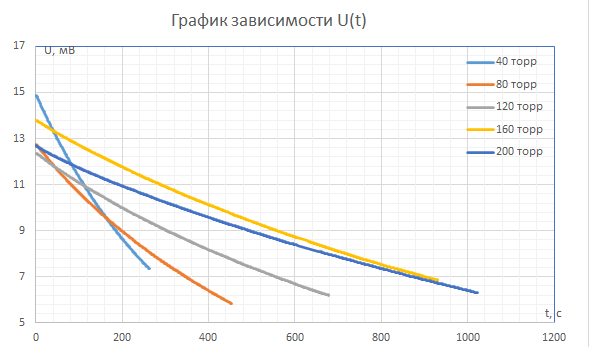 График зависимости U(t)
U, мВ
17
15
13
11
9
7
5
40 торр
80 торр
120 торр
160 торр
200 торр
t, с
0
200
400
600
800
1000
1200